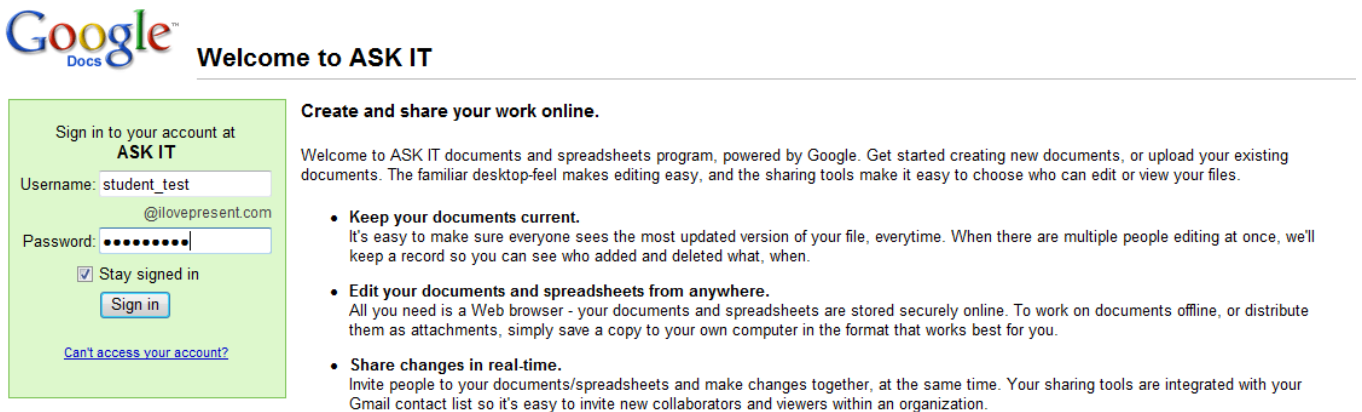 Google™
Docs
Welcome to ASK IT
Sign in to your account at
ASK IT
Username: student_test
@ilovepresent.com
Password: •••••••••
Stay signed in
Sign in
Can't access your account?
Create and share your work online.
Welcome to ASK IT documents and spreadsheets program, powered by Google. Get started creating new documents, or upload your existing
documents. The familiar desktop-feel makes editing easy, and the sharing tools make it easy to choose who can edit or view your files.
• Keep your documents current.
It's easy to make sure everyone sees the most updated version of your file, everytime. When there are multiple people editing at once, we'll
keep a record so you can see who added and deleted what, when.
• Edit your documents and spreadsheets from anywhere.
All you need is a Web browser - your documents and spreadsheets are stored securely online. To work on documents offline, or distribute
them as attachments, simply save a copy to your own computer in the format that works best for you.
• Share changes in real-time.
Invite people to your documents/spreadsheets and make changes together, at the same time. Your sharing tools are integrated with your
Gmail contact list so it's easy to invite new collaborators and viewers within an organization.